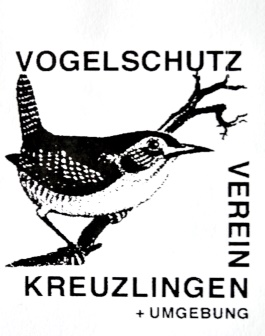 VOGELSCHUTZ
VEREIN
KREUZLINGEN
+ UMGEBUNG